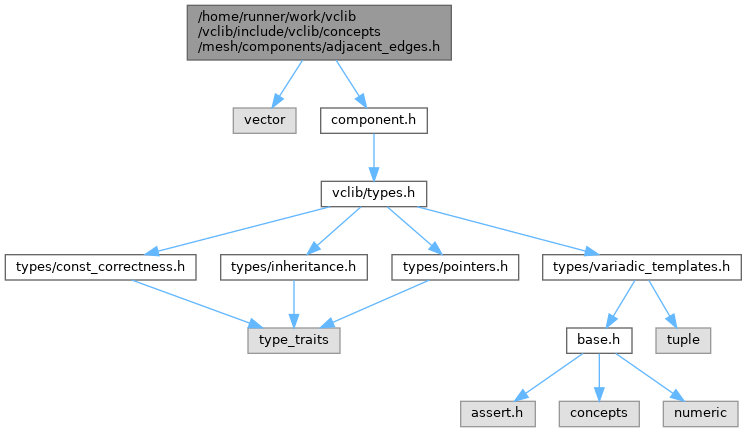 /home/runner/work/vclib
/vclib/include/vclib/concepts
/mesh/components/adjacent_edges.h
vector
component.h
vclib/types.h
types/const_correctness.h
types/inheritance.h
types/pointers.h
types/variadic_templates.h
type_traits
base.h
tuple
assert.h
concepts
numeric